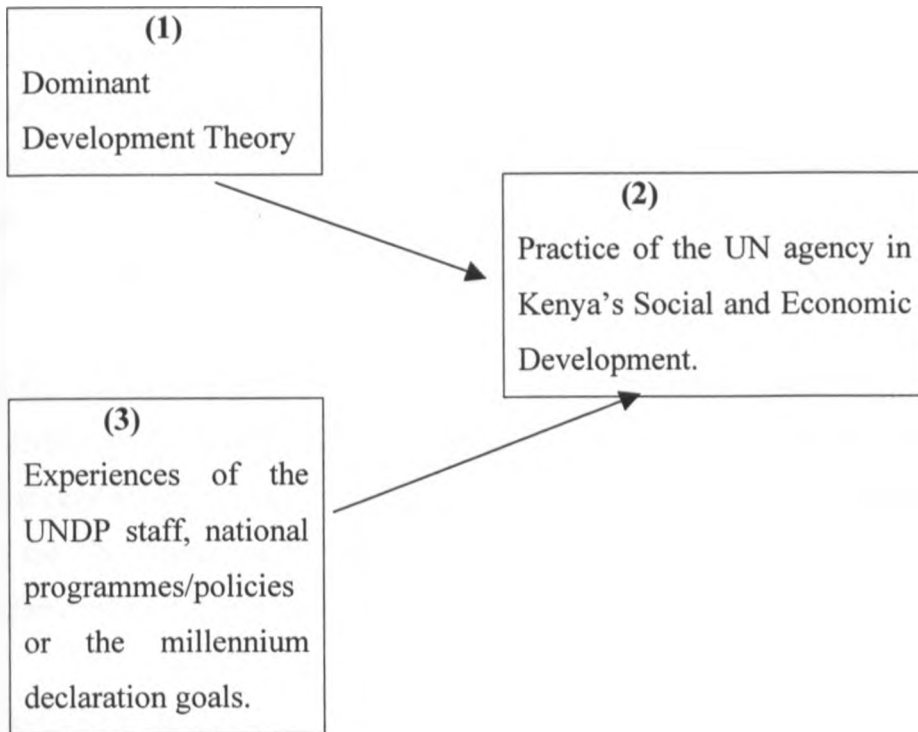 (1)
Dominant
Development Theory
(2)
Practice of the UN agency in
Kenya's Social and Economic
Development.
(3)
Experiences of the
UNDP staff, national
programmes/policies
or the millennium
declaration goals.